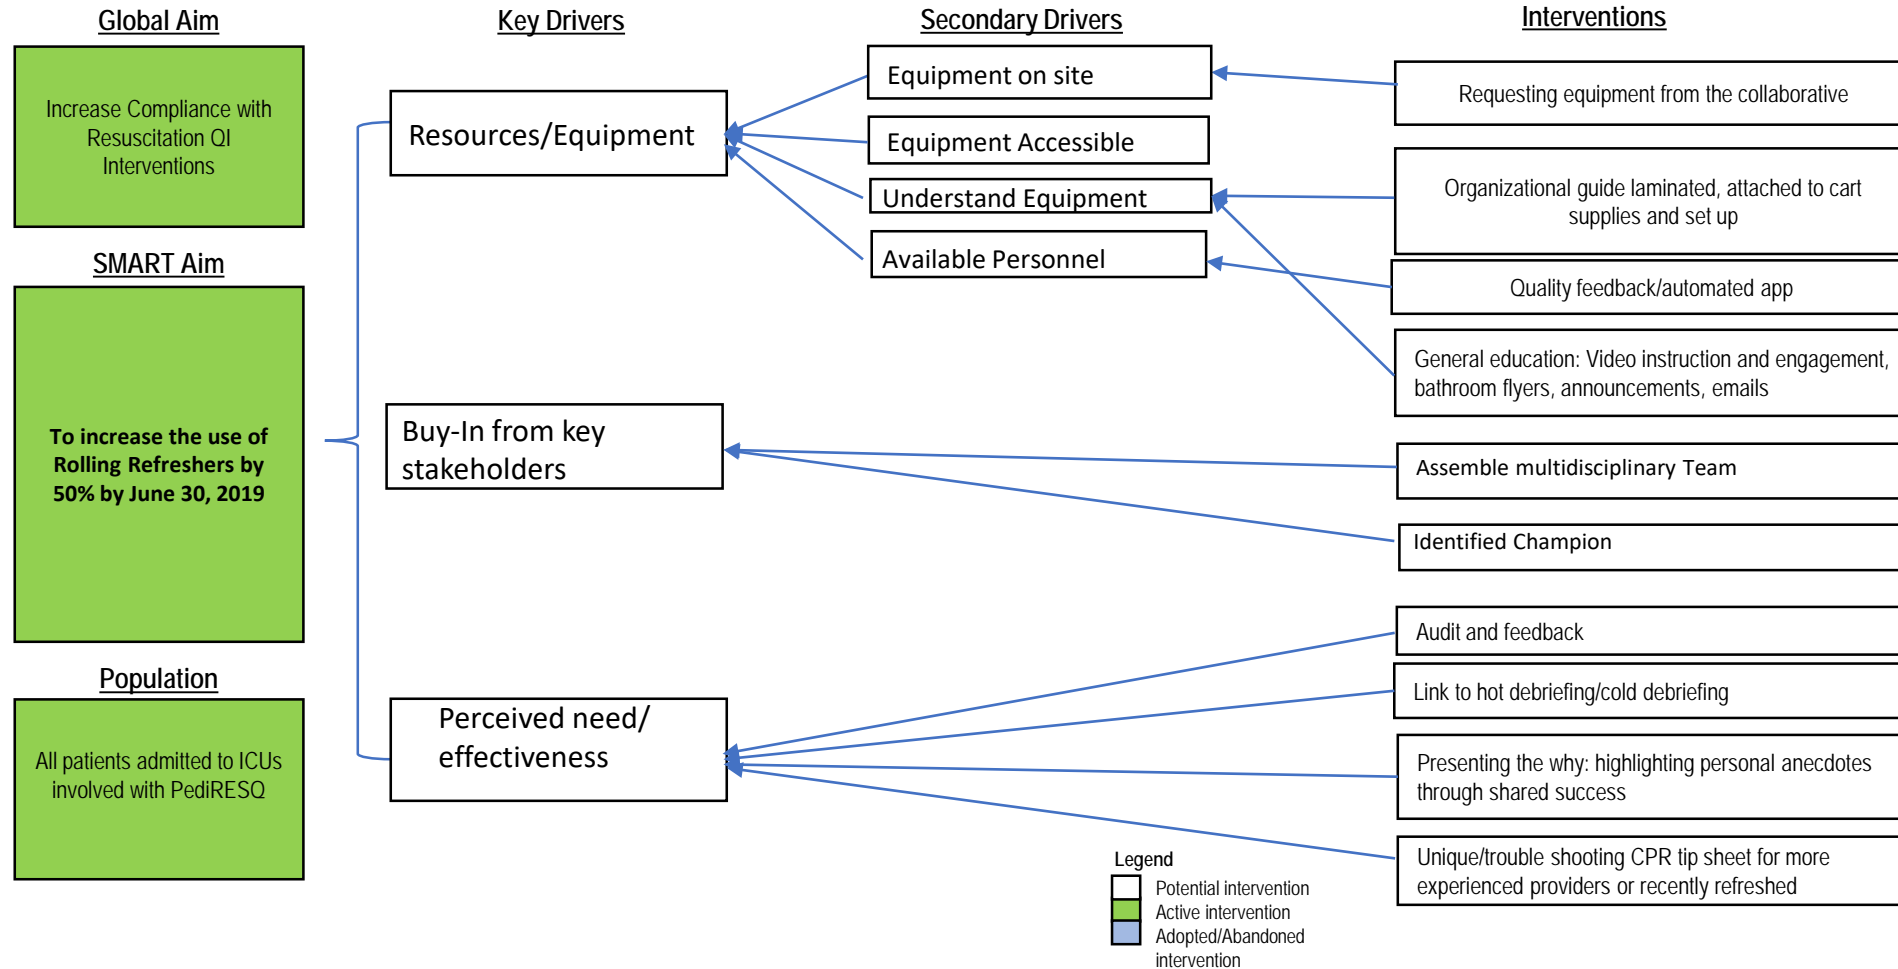 Global Aim
Increase Compliance with
Resuscitation QI
Interventions
SMART Aim
To increase the use of
Rolling Refreshers by
50% by June 30, 2019
Population
All patients admitted to ICUs
involved with PediRESQ
Key Drivers
Resources/Equipment
Buy-In from key
stakeholders
Perceived need/
effectiveness
Secondary Drivers
Equipment on site
Equipment Accessible
Understand Equipment
Available Personnel
Interventions
Requesting equipment from the collaborative
Organizational guide laminated, attached to cart
supplies and set up
Quality feedback/automated app
General education: Video instruction and engagement,
bathroom flyers, announcements, emails
Assemble multidisciplinary Team
Identified Champion
Audit and feedback
Link to hot debriefing/cold debriefing
Presenting the why: highlighting personal anecdotes
through shared success
Unique/trouble shooting CPR tip sheet for more
experienced providers or recently refreshed
Legend
Potential intervention
Active intervention
Adopted/Abandoned
intervention